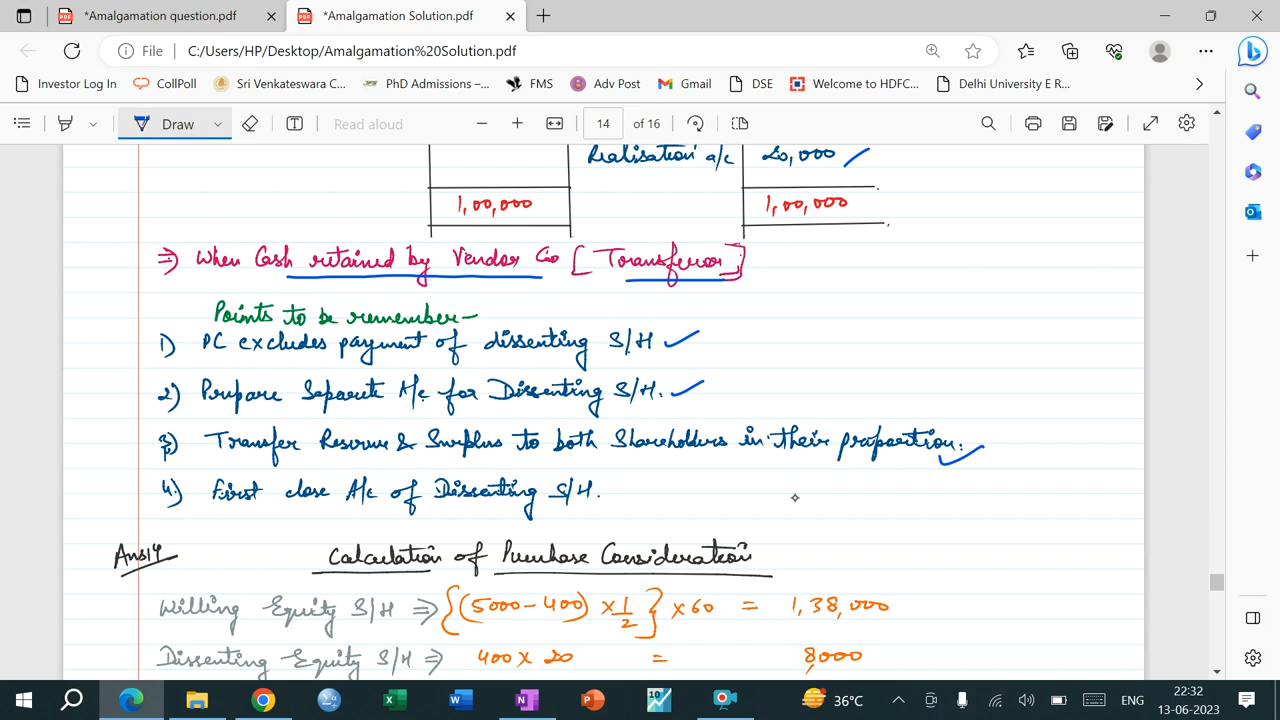 *Amalgamation question.pdf
*Amalgamation Solution.pdf
File C:/Users/HP/Desktop/Amalgamation%20Solution.pdf
Investor Log In CollPoll Sri Venkateswara C... PhD Admissions –... FMS Adv Post Gmail DSE Welcome to HDFC... Delhi University E R...
Draw Read aloud 14 of 16
Realisation a/c 20,000
1,00,000 1,00,000
⇒ When Cash retained by Vendor Co [Transferor]
Points to be remember-
1) PC excludes payment of dissenting S/H
2) Prepare Separate A/c for Dissenting S/H.
3) Transfer Reserve & Surplus to both Shareholders in their proportion.
4) First close A/c of Dissenting S/H.
Ans14 Calculation of Purchase Consideration
Willing Equity S/H ⇒ {(5000-400) × 1/2} × 60 = 1,38,000
Dissenting Equity S/H ⇒ 400 × 20 = 8,000
36°C
ENG
22:32
13-06-2023